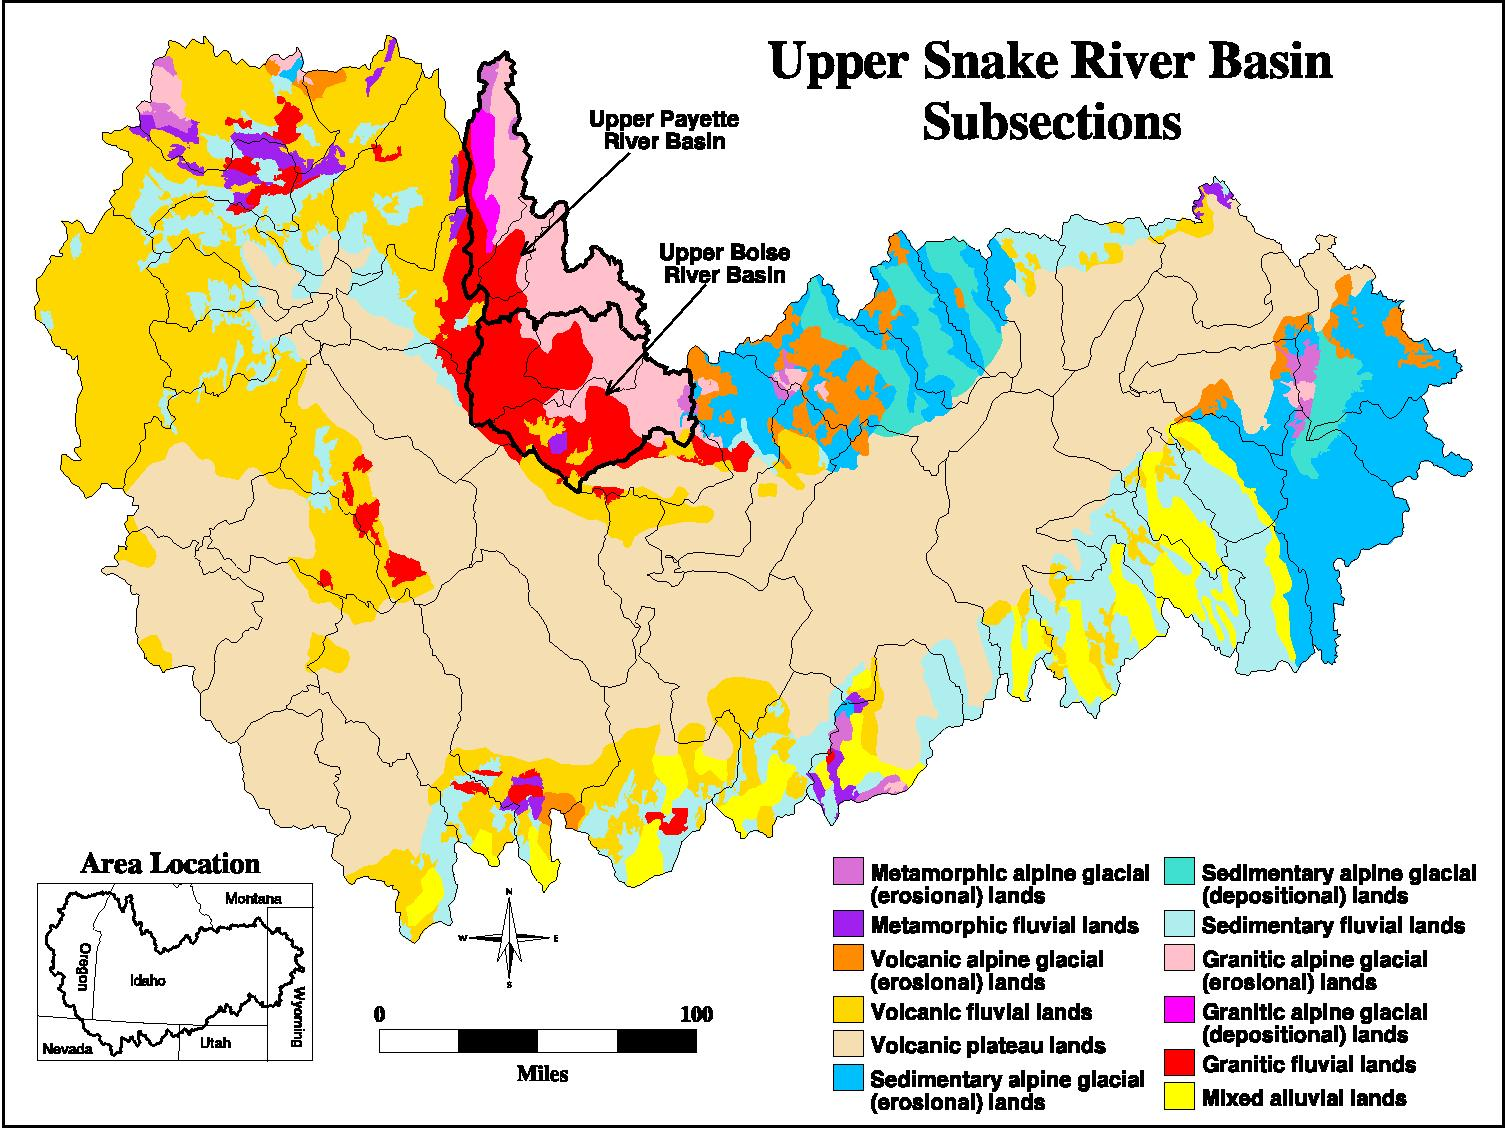 Upper Snake River Basin
Subsections
Upper Payette
River Basin
Upper Boise
River Basin
Area Location
Montana
Oregon
Idaho
Wyoming
Nevada
Utah
N
W
E
S
0
100
Miles
Metamorphic alpine glacial
(erosional) lands
Metamorphic fluvial lands
Volcanic alpine glacial
(erosional) lands
Volcanic fluvial lands
Volcanic plateau lands
Sedimentary alpine glacial
(erosional) lands
Sedimentary alpine glacial
(depositional) lands
Sedimentary fluvial lands
Granitic alpine glacial
(erosional) lands
Granitic alpine glacial
(depositional) lands
Granitic fluvial lands
Mixed alluvial lands